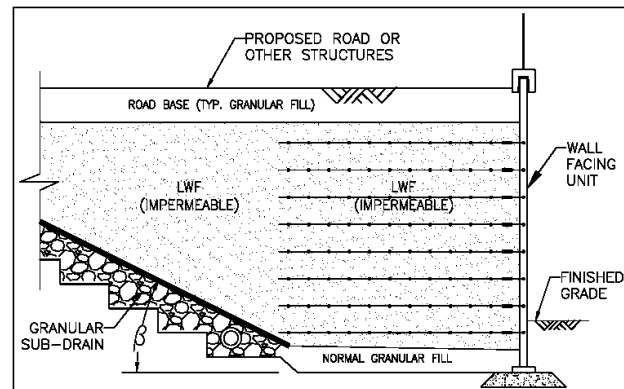 PROPOSED ROAD OR
OTHER STRUCTURES
ROAD BASE (TYP. GRANULAR FILL)
LWF
(IMPERMEABLE)
LWF
(IMPERMEABLE)
WALL
FACING
UNIT
FINISHED
GRADE
GRANULAR
SUB-DRAIN
β
NORMAL GRANULAR FILL